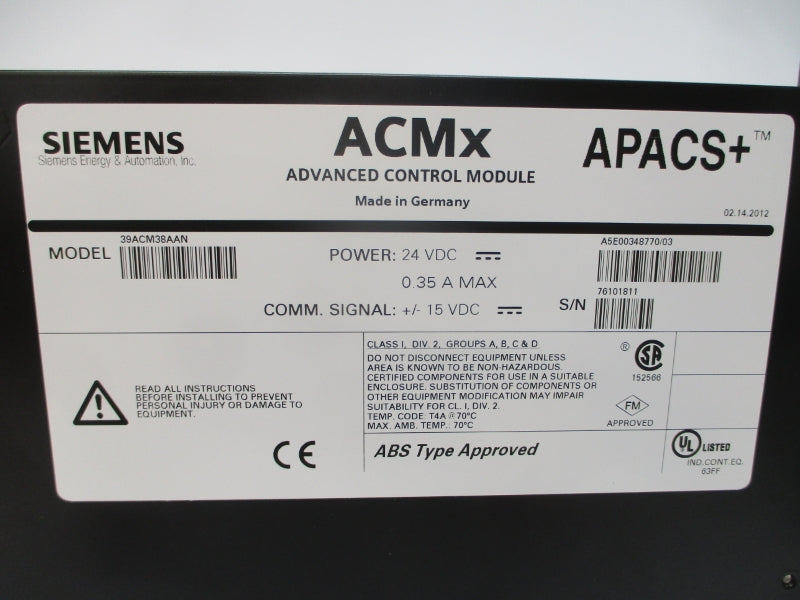 SIEMENS
Siemens Energy & Automation, Inc.
ACMx
ADVANCED CONTROL MODULE
Made in Germany
APACS+™
02.14.2012
MODEL
39ACM38AAN
POWER: 24 VDC
0.35 A MAX
COMM. SIGNAL: +/- 15 VDC
A5E00348770/03
S/N
76101811
READ ALL INSTRUCTIONS
BEFORE INSTALLING TO PREVENT
PERSONAL INJURY OR DAMAGE TO
EQUIPMENT.
CE
CLASS I, DIV. 2, GROUPS A, B, C & D
DO NOT DISCONNECT EQUIPMENT UNLESS
AREA IS KNOWN TO BE NON-HAZARDOUS.
CERTIFIED COMPONENTS FOR USE IN A SUITABLE
ENCLOSURE. SUBSTITUTION OF COMPONENTS OR
OTHER EQUIPMENT MODIFICATION MAY IMPAIR
SUITABILITY FOR CL. I, DIV. 2.
TEMP. CODE: T4A @ 70°C
MAX. AMB. TEMP.: 70°C
ABS Type Approved
® SA
152566
FM
APPROVED
UL LISTED
IND.CONT.EQ.
63FF